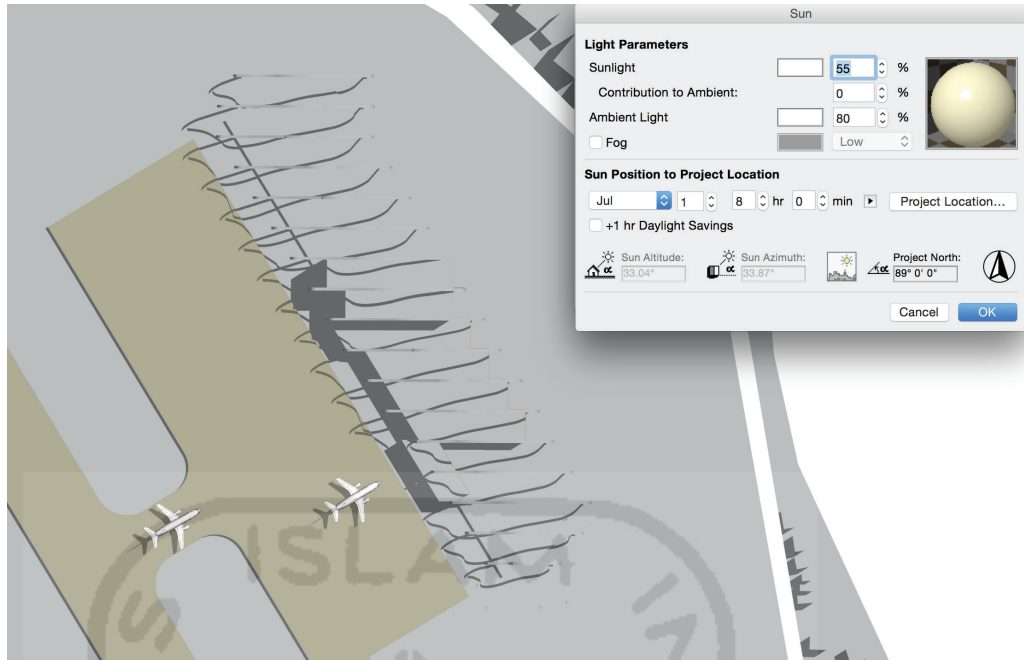 Sun
Light Parameters
Sunlight 55 %
Contribution to Ambient: 0 %
Ambient Light 80 %
Fog Low
Sun Position to Project Location
Jul 1 8 hr 0 min Project Location...
+1 hr Daylight Savings
Sun Altitude: Sun Azimuth: Project North:
α 33.04° α 33.87° α 89° 0' 0"
Cancel OK
ISLAM